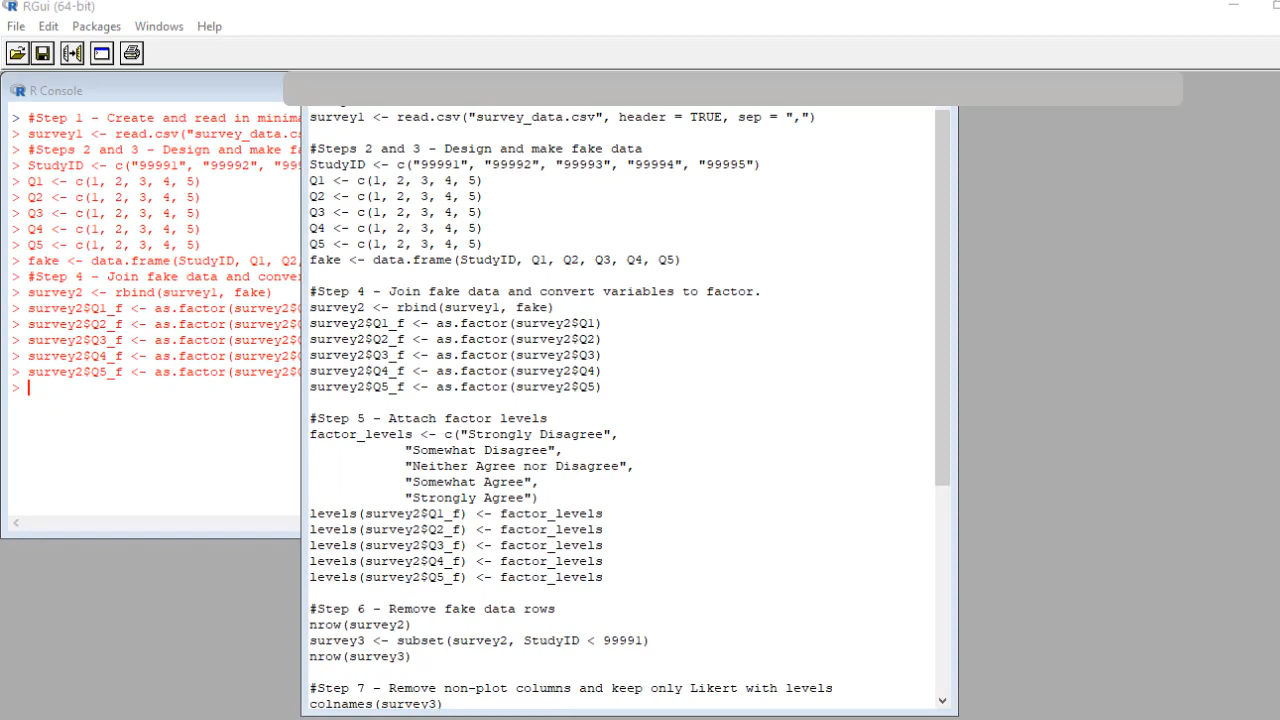 RGui (64-bit)
File Edit Packages Windows Help
R Console
> #Step 1 - Create and read in minima
> survey1 <- read.csv("survey_data.cs
> #Steps 2 and 3 - Design and make fa
> StudyID <- c("99991", "99992", "999
> Q1 <- c(1, 2, 3, 4, 5)
> Q2 <- c(1, 2, 3, 4, 5)
> Q3 <- c(1, 2, 3, 4, 5)
> Q4 <- c(1, 2, 3, 4, 5)
> Q5 <- c(1, 2, 3, 4, 5)
> fake <- data.frame(StudyID, Q1, Q2,
> #Step 4 - Join fake data and conver
> survey2 <- rbind(survey1, fake)
> survey2$Q1_f <- as.factor(survey2$Q
> survey2$Q2_f <- as.factor(survey2$Q
> survey2$Q3_f <- as.factor(survey2$Q
> survey2$Q4_f <- as.factor(survey2$Q
> survey2$Q5_f <- as.factor(survey2$Q
>
survey1 <- read.csv("survey_data.csv", header = TRUE, sep = ",")
#Steps 2 and 3 - Design and make fake data
StudyID <- c("99991", "99992", "99993", "99994", "99995")
Q1 <- c(1, 2, 3, 4, 5)
Q2 <- c(1, 2, 3, 4, 5)
Q3 <- c(1, 2, 3, 4, 5)
Q4 <- c(1, 2, 3, 4, 5)
Q5 <- c(1, 2, 3, 4, 5)
fake <- data.frame(StudyID, Q1, Q2, Q3, Q4, Q5)
#Step 4 - Join fake data and convert variables to factor.
survey2 <- rbind(survey1, fake)
survey2$Q1_f <- as.factor(survey2$Q1)
survey2$Q2_f <- as.factor(survey2$Q2)
survey2$Q3_f <- as.factor(survey2$Q3)
survey2$Q4_f <- as.factor(survey2$Q4)
survey2$Q5_f <- as.factor(survey2$Q5)
#Step 5 - Attach factor levels
factor_levels <- c("Strongly Disagree",
"Somewhat Disagree",
"Neither Agree nor Disagree",
"Somewhat Agree",
"Strongly Agree")
levels(survey2$Q1_f) <- factor_levels
levels(survey2$Q2_f) <- factor_levels
levels(survey2$Q3_f) <- factor_levels
levels(survey2$Q4_f) <- factor_levels
levels(survey2$Q5_f) <- factor_levels
#Step 6 - Remove fake data rows
nrow(survey2)
survey3 <- subset(survey2, StudyID < 99991)
nrow(survey3)
#Step 7 - Remove non-plot columns and keep only Likert with levels
colnames(survey3)